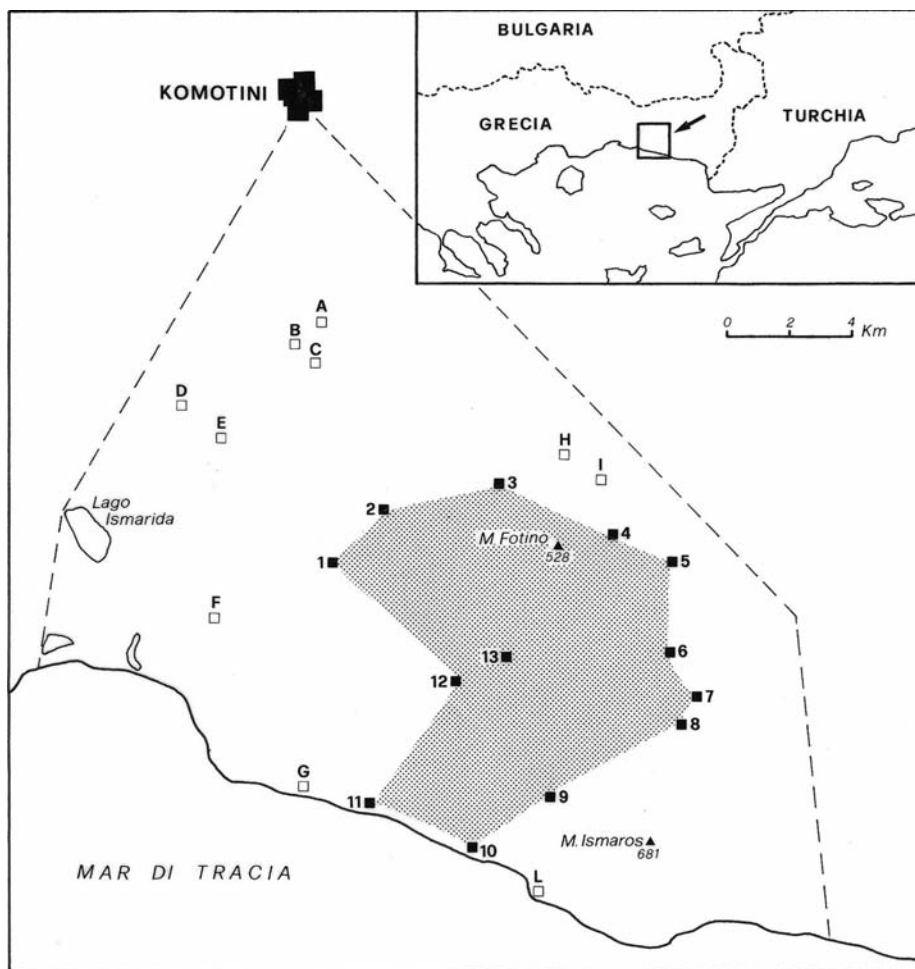 BULGARIA
KOMOTINI
GRECIA
TURCHIA
A
B
C
0 2 4 Km
D
E
H
I
3
Lago
Ismarida
2
4
M. Fotino
528
1
5
F
13
6
12
7
8
G
11
9
M. Ismaros
681
10
MAR DI TRACIA
L